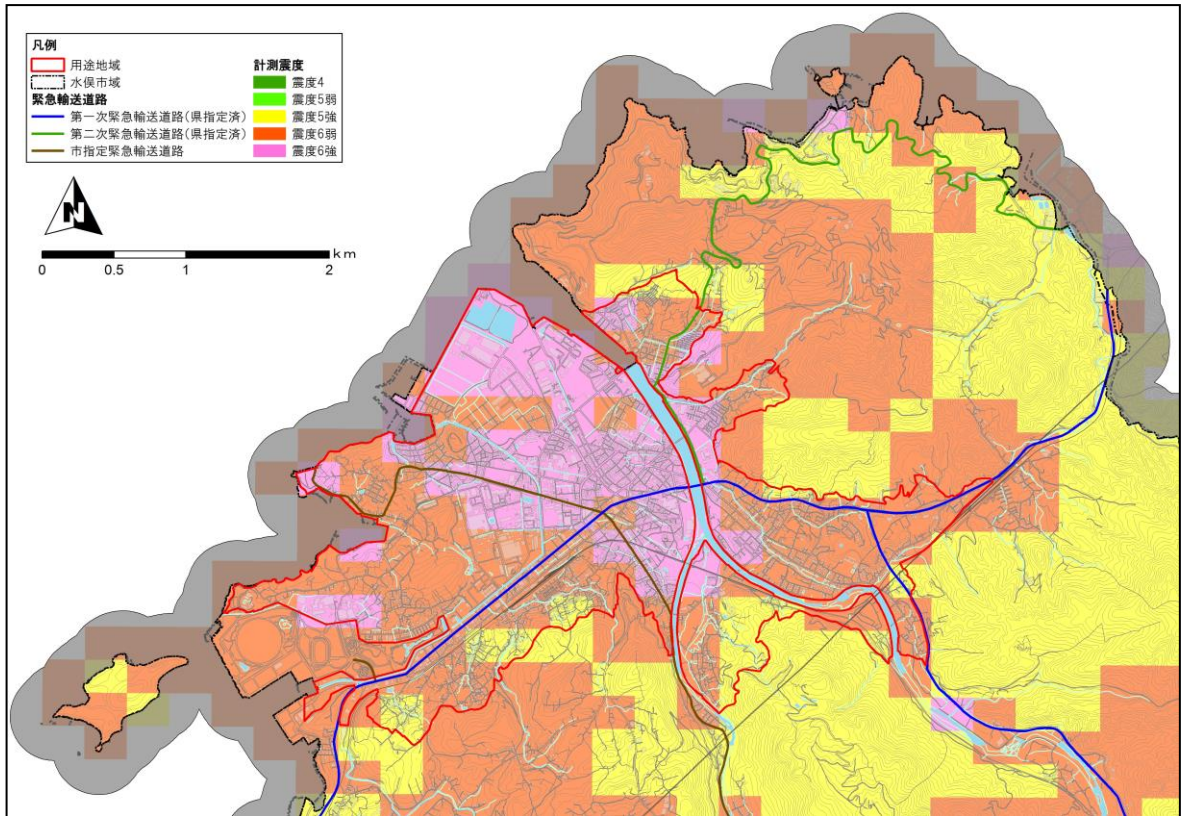 凡例
用途地域
水俣市域
緊急輸送道路
第一次緊急輸送道路(県指定済)
第二次緊急輸送道路(県指定済)
市指定緊急輸送道路
計測震度
震度4
震度5弱
震度5強
震度6弱
震度6強
N
km
0 0.5 1 2